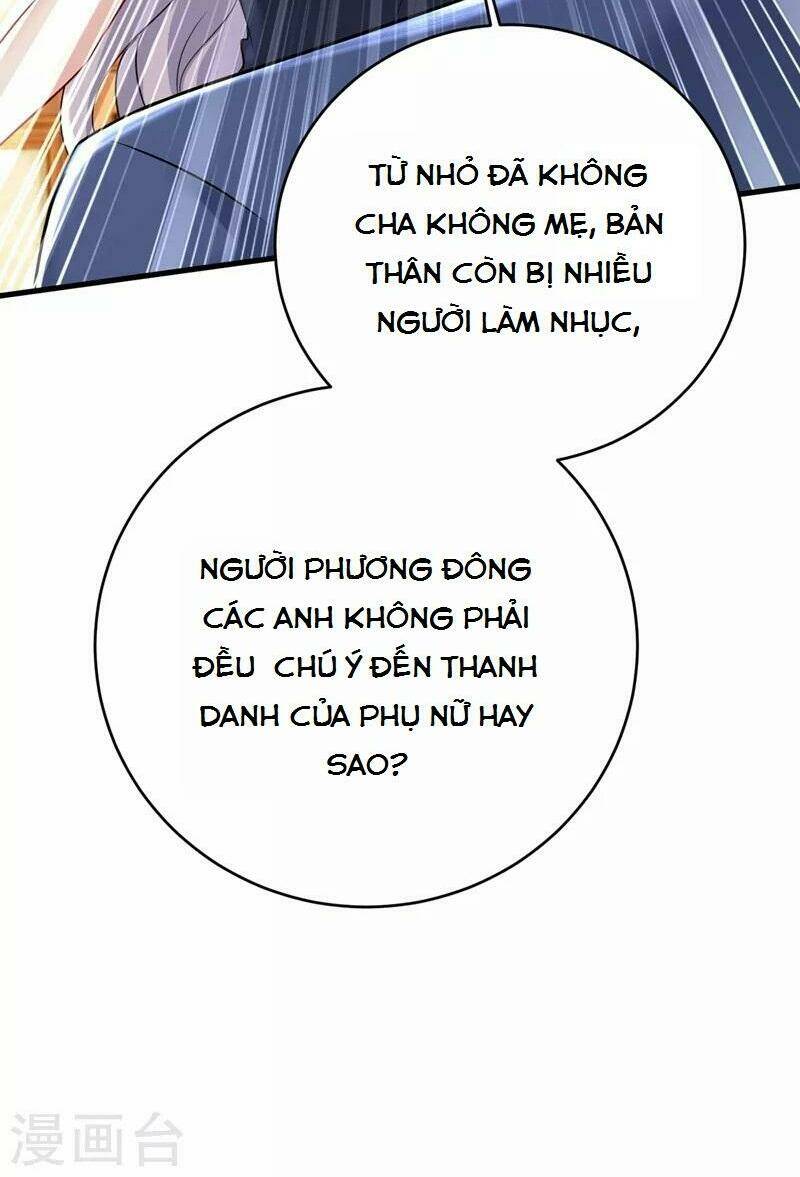 TỪ NHỎ ĐÃ KHÔNG
CHA KHÔNG MẸ, BẢN
THÂN CÒN BỊ NHIỀU
NGƯỜI LÀM NHỤC,
NGƯỜI PHƯƠNG ĐÔNG
CÁC ANH KHÔNG PHẢI
ĐỀU CHÚ Ý ĐẾN THANH
DANH CỦA PHỤ NỮ HAY
SAO?
漫画台